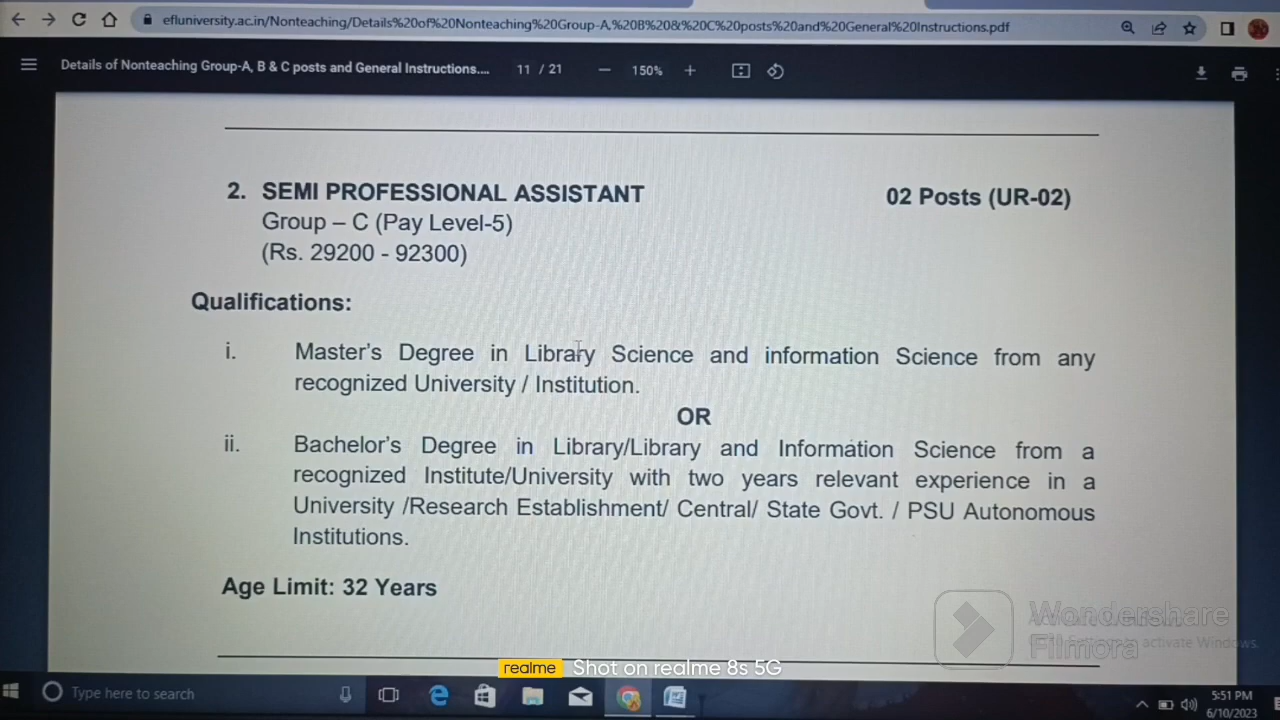 efluniversity.ac.in/Nonteaching/Details%20of%20Nonteaching%20Group-A,%20B%20&%20C%20posts%20and%20General%20Instructions.pdf
Details of Nonteaching Group-A, B & C posts and General Instructions.... 11 / 21 150%
2. SEMI PROFESSIONAL ASSISTANT 02 Posts (UR-02)
Group – C (Pay Level-5)
(Rs. 29200 - 92300)
Qualifications:
i. Master's Degree in Library Science and information Science from any
recognized University / Institution.
OR
ii. Bachelor's Degree in Library/Library and Information Science from a
recognized Institute/University with two years relevant experience in a
University /Research Establishment/ Central/ State Govt. / PSU Autonomous
Institutions.
Age Limit: 32 Years
Wondershare
Filmora
activate Windows.
realme Shot on realme 8s 5G
Type here to search
5:51 PM
6/10/2023